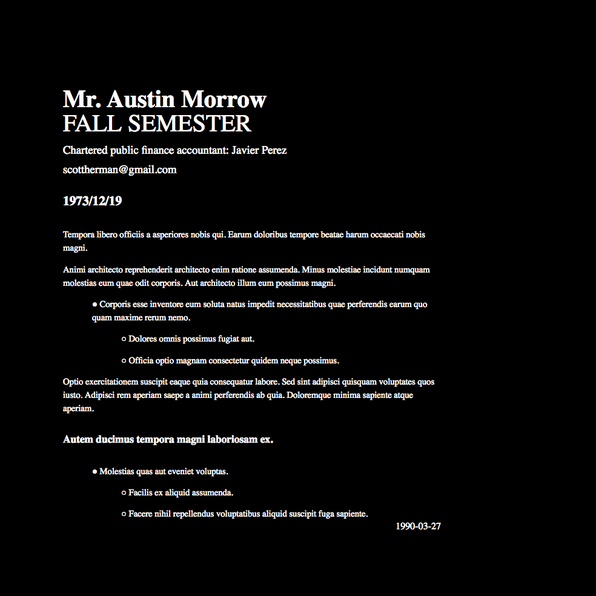 Mr. Austin Morrow
FALL SEMESTER
Chartered public finance accountant: Javier Perez
scottherman@gmail.com
1973/12/19
Tempora libero officiis a asperiores nobis qui. Earum doloribus tempore beatae harum occaecati nobis
magni.
Animi architecto reprehenderit architecto enim ratione assumenda. Minus molestiae incidunt numquam
molestias eum quae odit corporis. Aut architecto illum eum possimus magni.
● Corporis esse inventore eum soluta natus impedit necessitatibus quae perferendis earum quo
quam maxime rerum nemo.
○ Dolores omnis possimus fugiat aut.
○ Officia optio magnam consectetur quidem neque possimus.
Optio exercitationem suscipit eaque quia consequatur labore. Sed sint adipisci quisquam voluptates quos
iusto. Adipisci rem aperiam saepe a animi perferendis ab quia. Doloremque minima sapiente atque
aperiam.
Autem ducimus tempora magni laboriosam ex.
● Molestias quas aut eveniet voluptas.
○ Facilis ex aliquid assumenda.
○ Facere nihil repellendus voluptatibus aliquid suscipit fuga sapiente.
1990-03-27